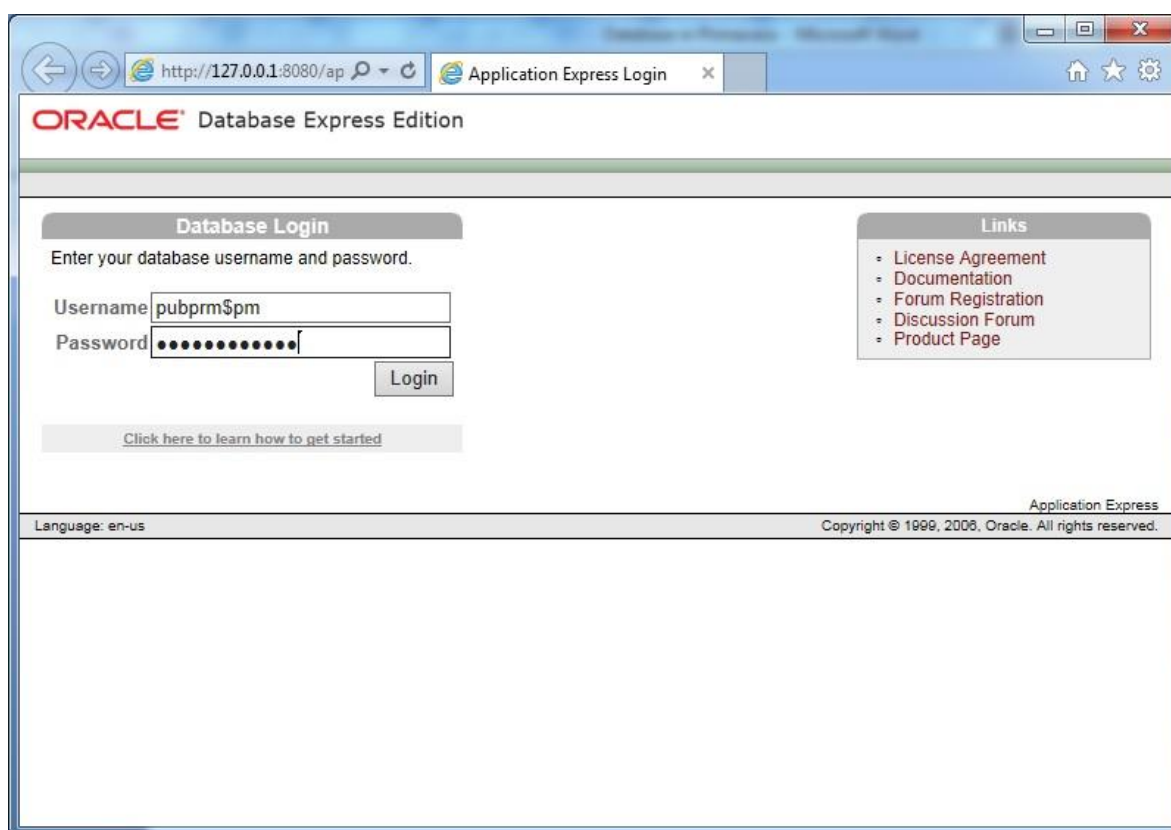 http://127.0.0.1:8080/ap
Application Express Login
ORACLE Database Express Edition
Database Login
Enter your database username and password.
Username pubprm$pm
Password ●●●●●●●●●●●●
Login
Click here to learn how to get started
Links
License Agreement
Documentation
Forum Registration
Discussion Forum
Product Page
Application Express
Language: en-us
Copyright © 1999, 2006, Oracle. All rights reserved.